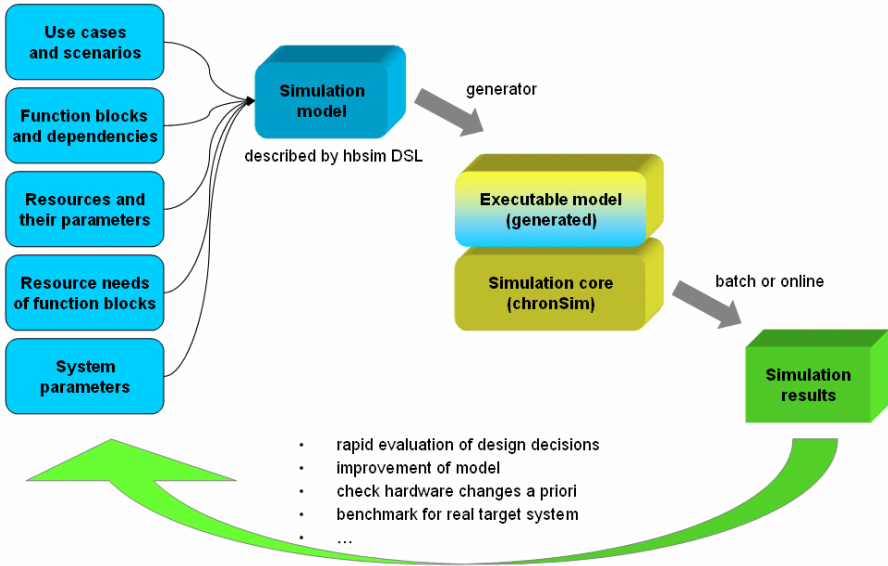 Use cases
and scenarios
Function blocks
and dependencies
Resources and
their parameters
Resource needs
of function blocks
System
parameters
Simulation
model
described by hbsim DSL
generator
Executable model
(generated)
Simulation core
(chronSim)
batch or online
Simulation
results
• rapid evaluation of design decisions
• improvement of model
• check hardware changes a priori
• benchmark for real target system
• ...